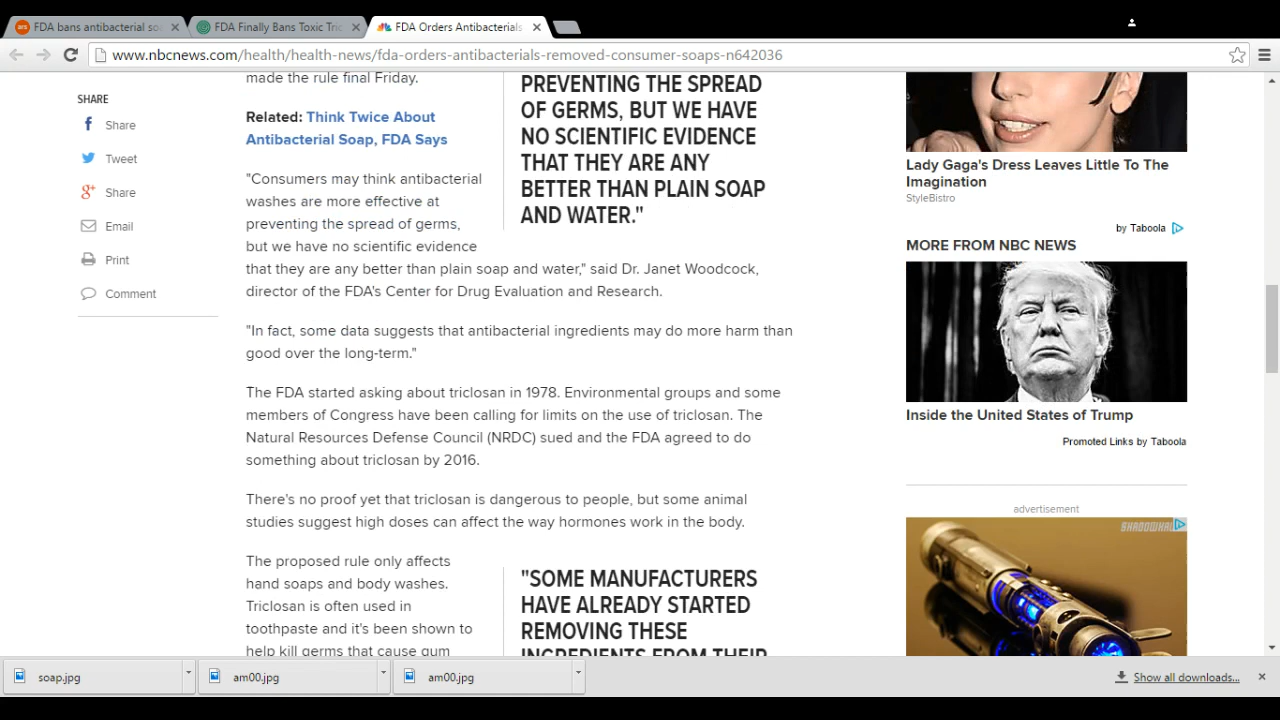 FDA bans antibacterial soa
FDA Finally Bans Toxic Tric
FDA Orders Antibacterials
www.nbcnews.com/health/health-news/fda-orders-antibacterials-removed-consumer-soaps-n642036
SHARE
Share
Tweet
Share
Email
Print
Comment
made the rule final Friday.
Related: Think Twice About
Antibacterial Soap, FDA Says
"Consumers may think antibacterial
washes are more effective at
preventing the spread of germs,
but we have no scientific evidence
that they are any better than plain soap and water," said Dr. Janet Woodcock,
director of the FDA's Center for Drug Evaluation and Research.
PREVENTING THE SPREAD
OF GERMS, BUT WE HAVE
NO SCIENTIFIC EVIDENCE
THAT THEY ARE ANY
BETTER THAN PLAIN SOAP
AND WATER."
"In fact, some data suggests that antibacterial ingredients may do more harm than
good over the long-term."
The FDA started asking about triclosan in 1978. Environmental groups and some
members of Congress have been calling for limits on the use of triclosan. The
Natural Resources Defense Council (NRDC) sued and the FDA agreed to do
something about triclosan by 2016.
There's no proof yet that triclosan is dangerous to people, but some animal
studies suggest high doses can affect the way hormones work in the body.
The proposed rule only affects
hand soaps and body washes.
Triclosan is often used in
toothpaste and it's been shown to
help kill germs that cause gum
"SOME MANUFACTURERS
HAVE ALREADY STARTED
REMOVING THESE
INGREDIENTS FROM THEIR
Lady Gaga's Dress Leaves Little To The
Imagination
StyleBistro
by Taboola
MORE FROM NBC NEWS
Inside the United States of Trump
Promoted Links by Taboola
advertisement
soap.jpg
am00.jpg
am00.jpg
Show all downloads...